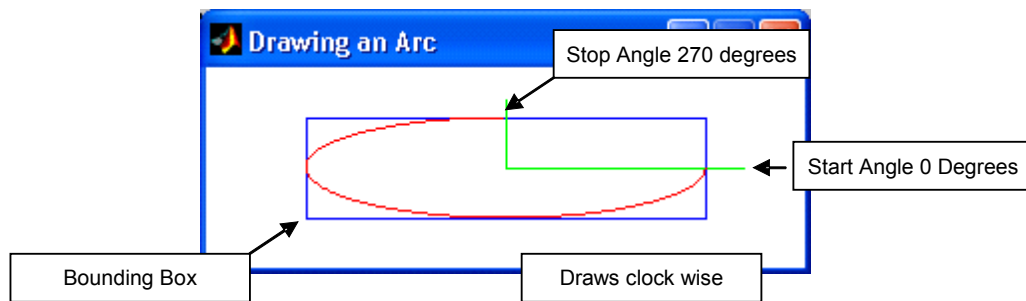 Drawing an Arc
Stop Angle 270 degrees
Start Angle 0 Degrees
Bounding Box
Draws clock wise